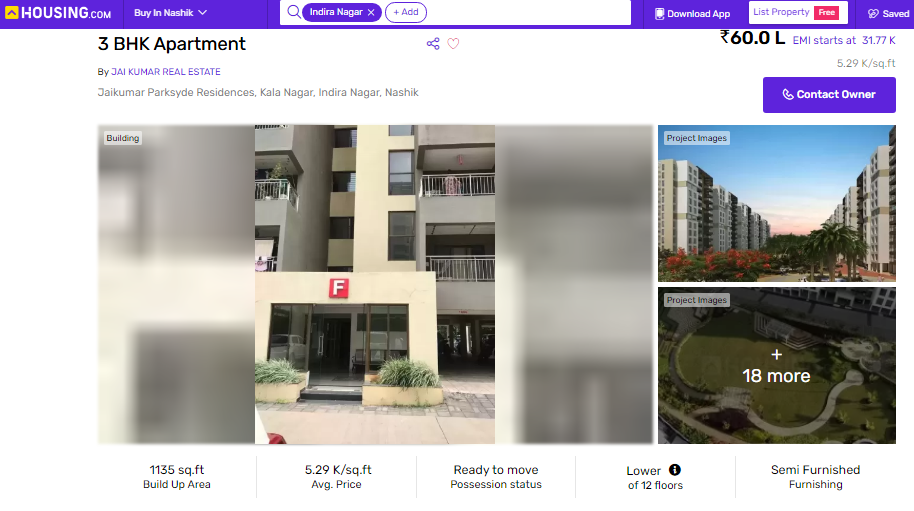 HOUSING.COM
Buy In Nashik
Indira Nagar
+ Add
Download App
List Property Free
Saved
3 BHK Apartment
₹60.0 L EMI starts at 31.77 K
5.29 K/sq.ft
By JAI KUMAR REAL ESTATE
Jaikumar Parksyde Residences, Kala Nagar, Indira Nagar, Nashik
Contact Owner
Building
F
Project Images
Project Images
+
18 more
1135 sq.ft
Build Up Area
5.29 K/sq.ft
Avg. Price
Ready to move
Possession status
Lower
of 12 floors
Semi Furnished
Furnishing